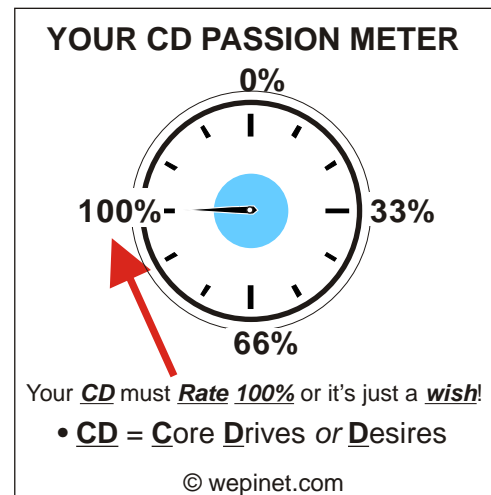 YOUR CD PASSION METER
0%
100%
33%
66%
Your CD must Rate 100% or it's just a wish!
• CD = Core Drives or Desires
© wepinet.com